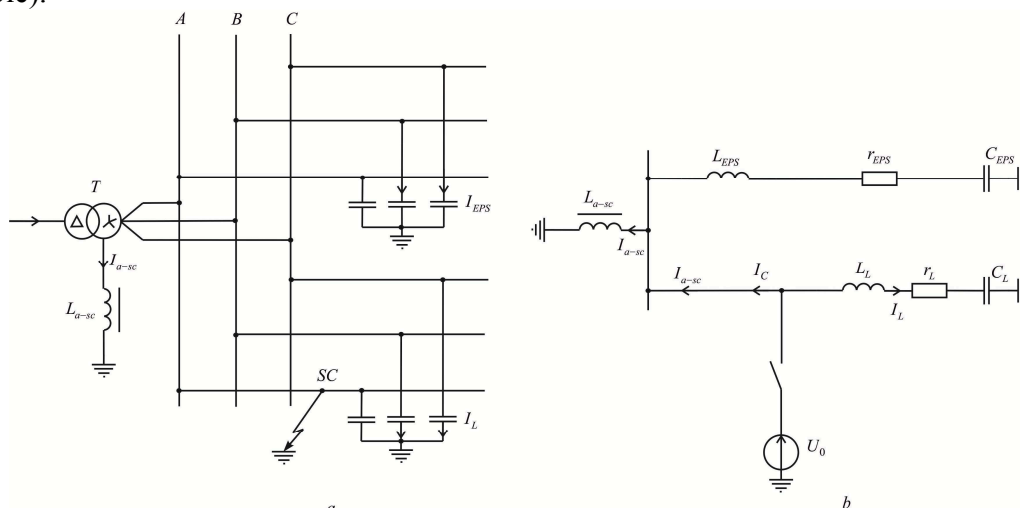 A B C
T
I_{EPS}
I_{a-sc}
L_{a-sc}
SC
I_L
a
L_{EPS} r_{EPS} C_{EPS}
L_{a-sc}
I_{a-sc}
I_{a-sc} I_C L_L r_L C_L
I_L
U_0
b